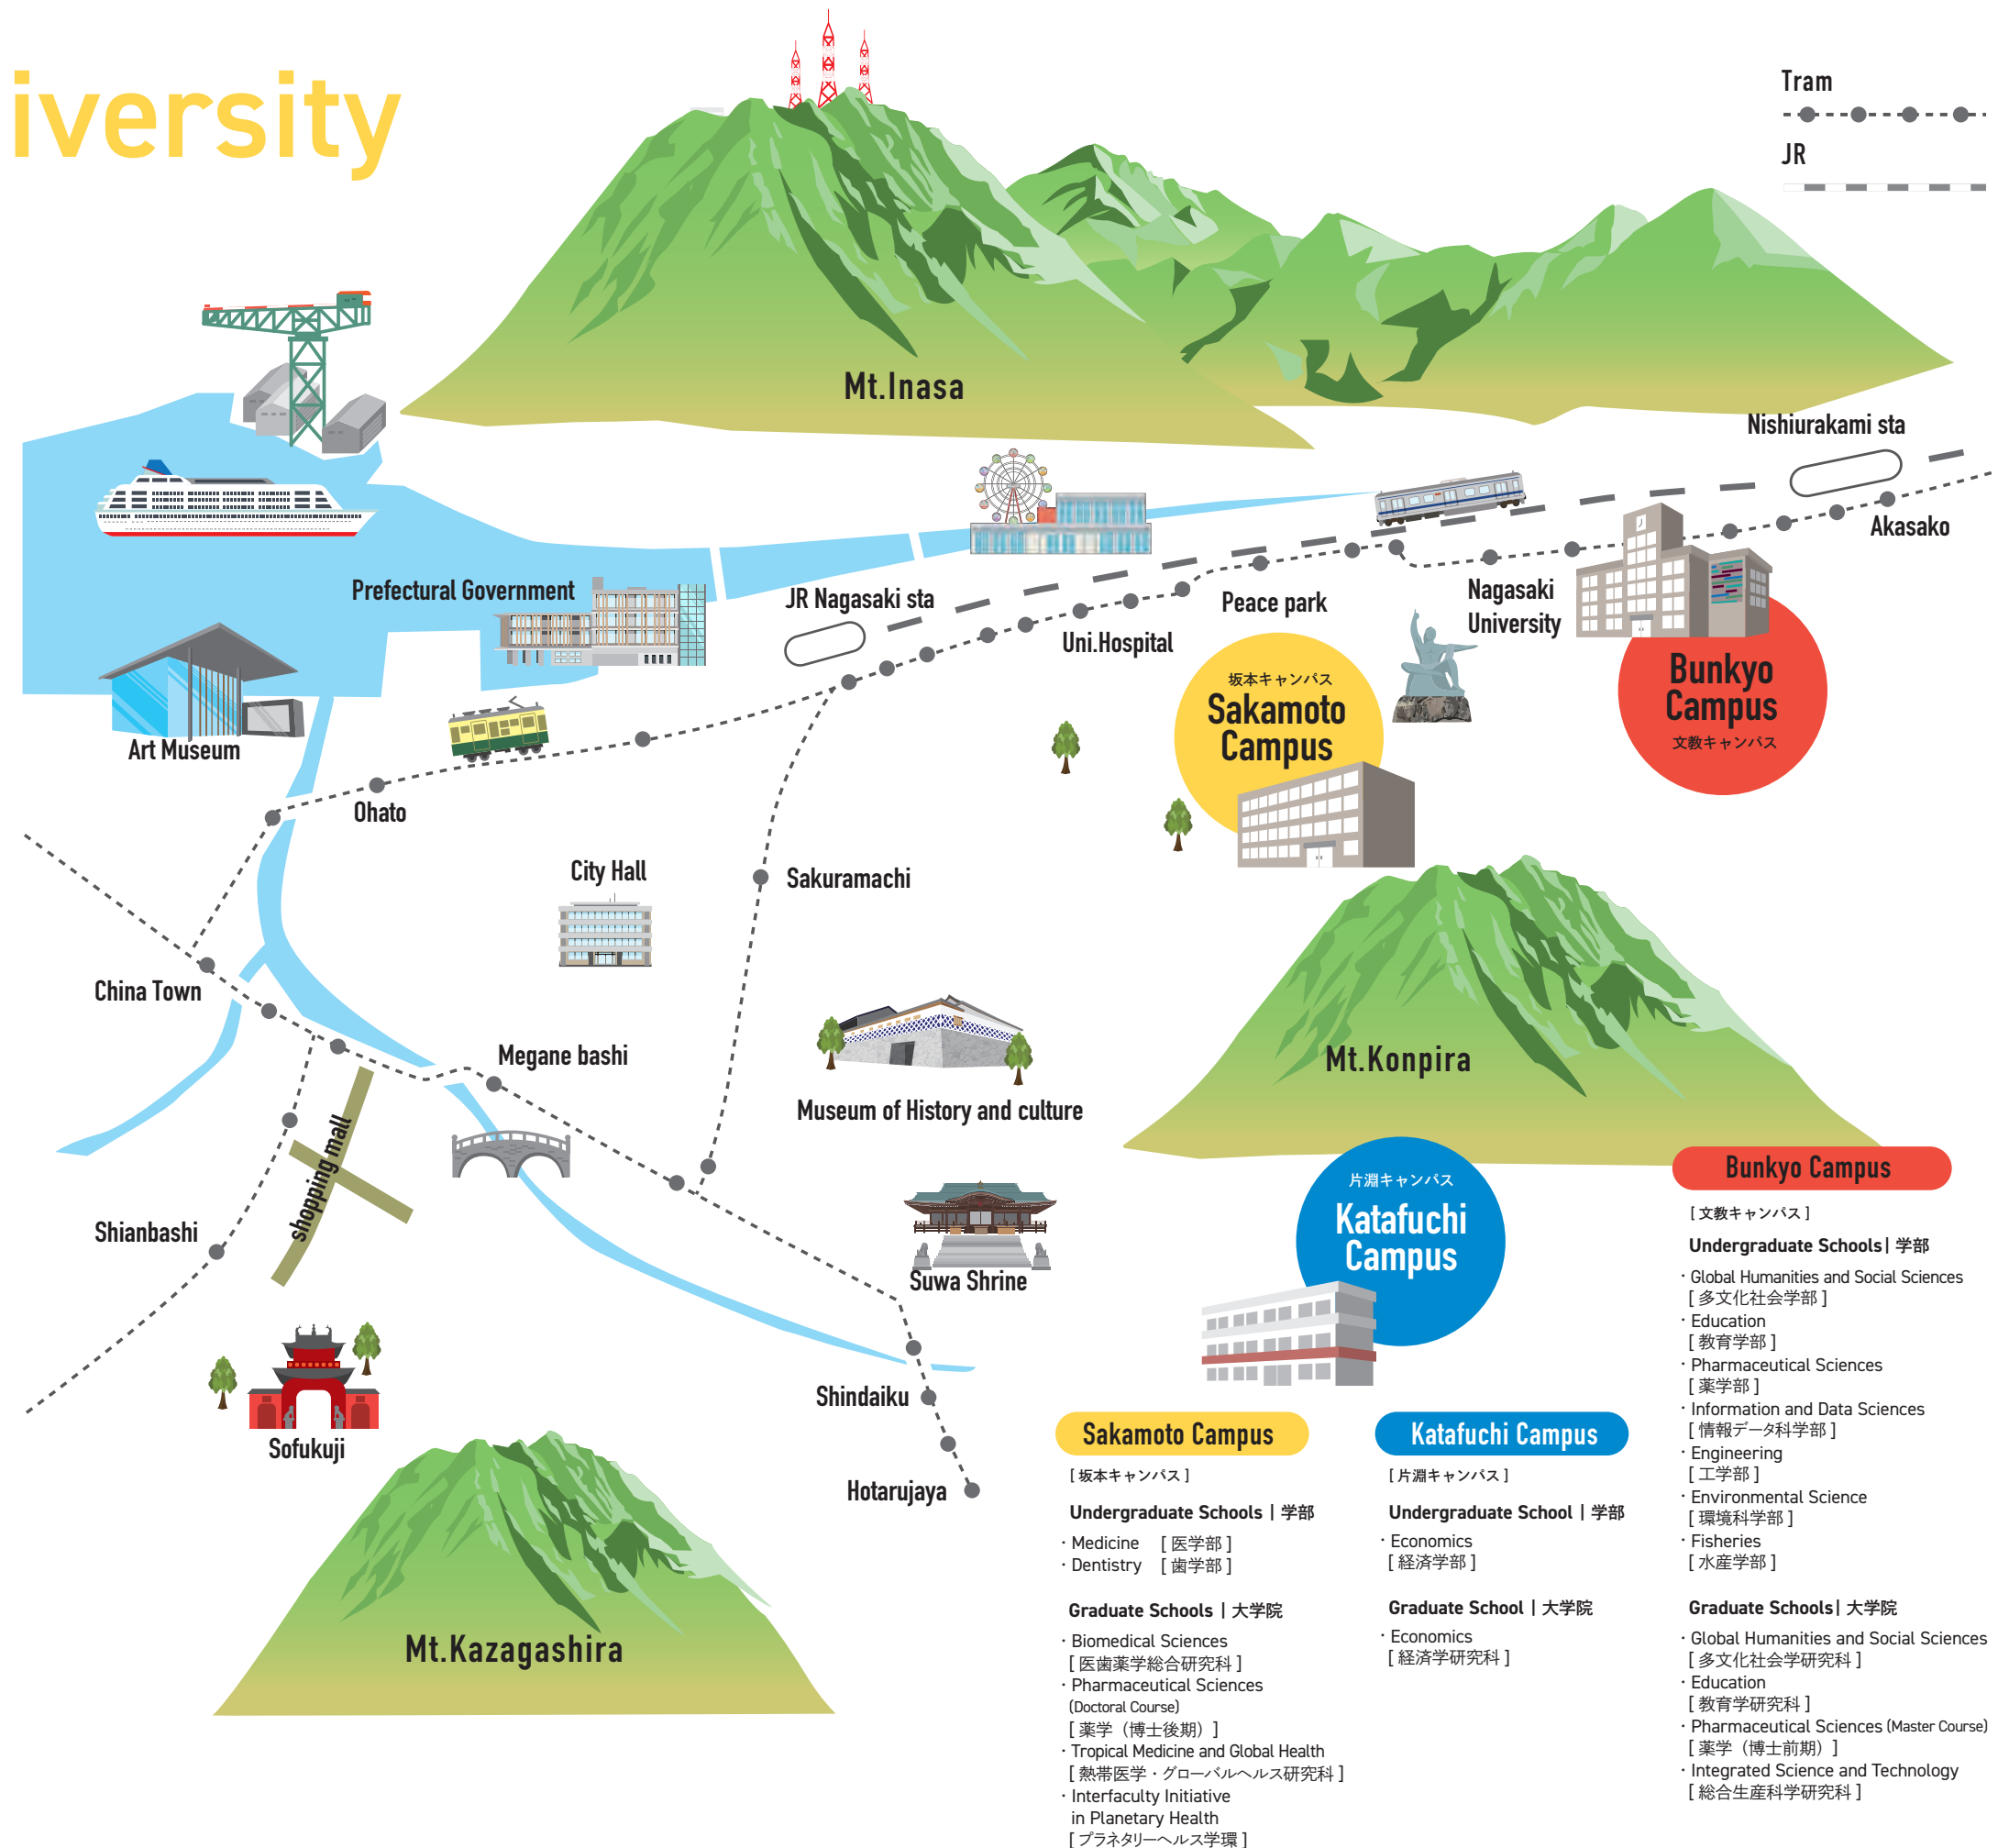 iversity
Tram
JR
Mt.Inasa
Nishiurakami sta
Akasako
Prefectural Government
JR Nagasaki sta
Uni.Hospital
Peace park
Nagasaki
University
坂本キャンパス
Sakamoto
Campus
Bunkyo
Campus
文教キャンパス
Art Museum
Ohato
City Hall
Sakuramachi
China Town
Megane bashi
Museum of History and culture
Mt.Konpira
shopping mall
Shianbashi
Suwa Shrine
片淵キャンパス
Katafuchi
Campus
Sofukuji
Shindaiku
Hotarujaya
Mt.Kazagashira
Sakamoto Campus
[ 坂本キャンパス ]
Undergraduate Schools | 学部
・Medicine [ 医学部 ]
・Dentistry [ 歯学部 ]
Graduate Schools | 大学院
・Biomedical Sciences
[ 医歯薬学総合研究科 ]
・Pharmaceutical Sciences
(Doctoral Course)
[ 薬学（博士後期）]
・Tropical Medicine and Global Health
[ 熱帯医学・グローバルヘルス研究科 ]
・Interfaculty Initiative
in Planetary Health
[ プラネタリーヘルス学環 ]
Katafuchi Campus
[ 片淵キャンパス ]
Undergraduate School | 学部
・Economics
[ 経済学部 ]
Graduate School | 大学院
・Economics
[ 経済学研究科 ]
Bunkyo Campus
[ 文教キャンパス ]
Undergraduate Schools | 学部
・Global Humanities and Social Sciences
[ 多文化社会学部 ]
・Education
[ 教育学部 ]
・Pharmaceutical Sciences
[ 薬学部 ]
・Information and Data Sciences
[ 情報データ科学部 ]
・Engineering
[ 工学部 ]
・Environmental Science
[ 環境科学部 ]
・Fisheries
[ 水産学部 ]
Graduate Schools | 大学院
・Global Humanities and Social Sciences
[ 多文化社会学研究科 ]
・Education
[ 教育学研究科 ]
・Pharmaceutical Sciences (Master Course)
[ 薬学（博士前期）]
・Integrated Science and Technology
[ 総合生産科学研究科 ]